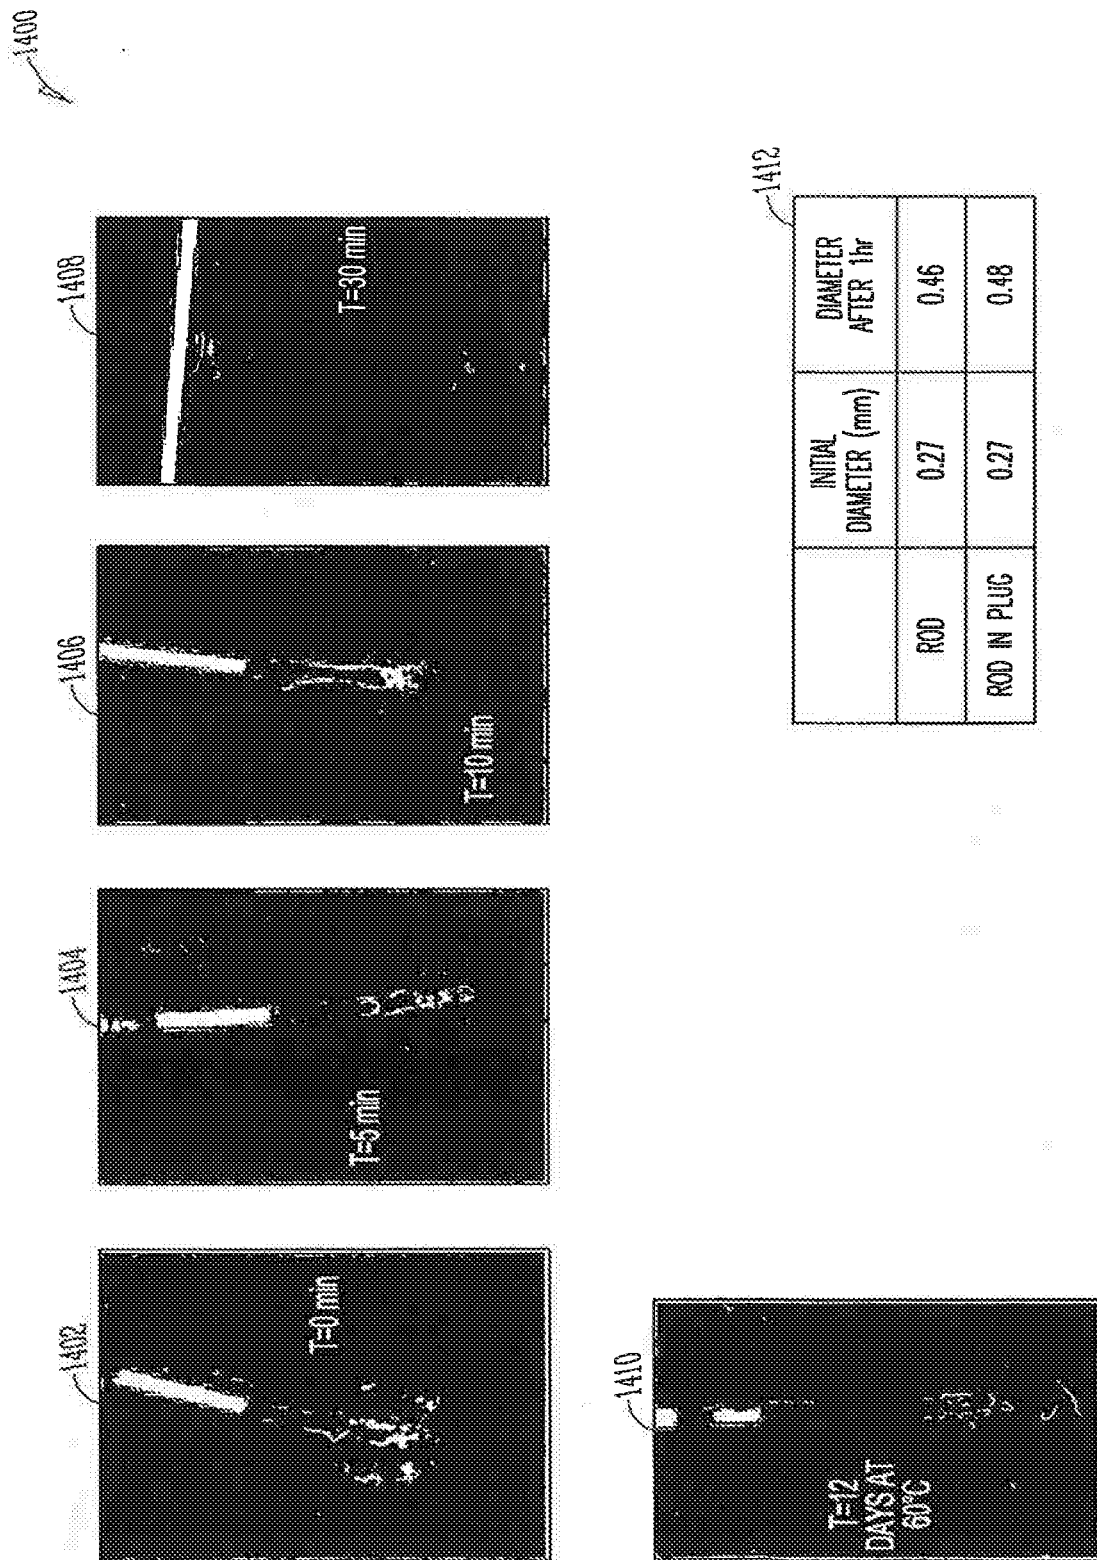 1400
1402
T=0 min
1404
T=5 min
1406
T=10 min
1408
T=30 min
1410
T=12
DAYS AT
60°C
1412
INITIAL
DIAMETER (mm)
DIAMETER
AFTER 1hr
ROD
0.27
0.46
ROD IN PLUG
0.27
0.48